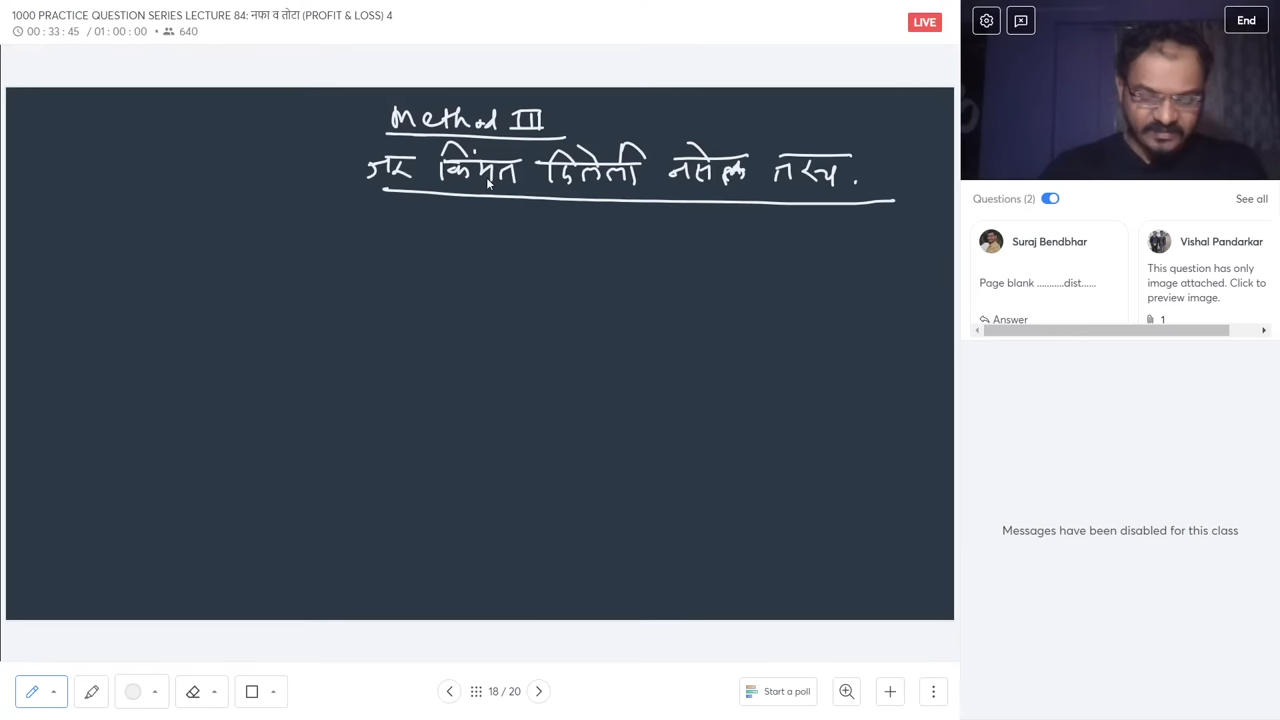 1000 PRACTICE QUESTION SERIES LECTURE 84: नफा व तोटा (PROFIT & LOSS) 4
00 : 33 : 45 / 01 : 00 : 00 • 640
LIVE
End
Method III
जर किंमत दिलेली नसेल तरच.
Questions (2)
See all
Suraj Bendbhar
Page blank ...........dist......
Answer
Vishal Pandarkar
This question has only
image attached. Click to
preview image.
1
Messages have been disabled for this class
18 / 20
Start a poll